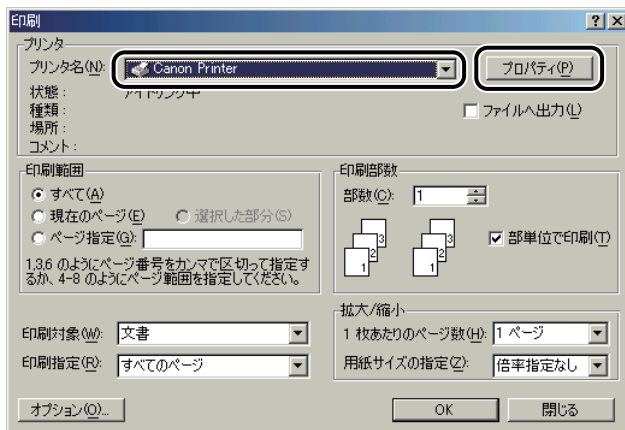 印刷
プリンタ
プリンタ名(N): Canon Printer プロパティ(P)
状態 : アイドリング中
種類 : ファイルへ出力(L)
場所 :
コメント :
印刷範囲
すべて(A)
現在のページ(E) 選択した部分(S)
ページ指定(G):
1,3,6 のようにページ番号をカンマで区切って指定す
るか、4-8 のようにページ範囲を指定してください。
印刷部数
部数(C): 1
1 2 3 1 2 3
部単位で印刷(T)
印刷対象(W): 文書
印刷指定(R): すべてのページ
拡大/縮小
1 枚あたりのページ数(H): 1 ページ
用紙サイズの指定(Z): 倍率指定なし
オプション(O)... OK 閉じる